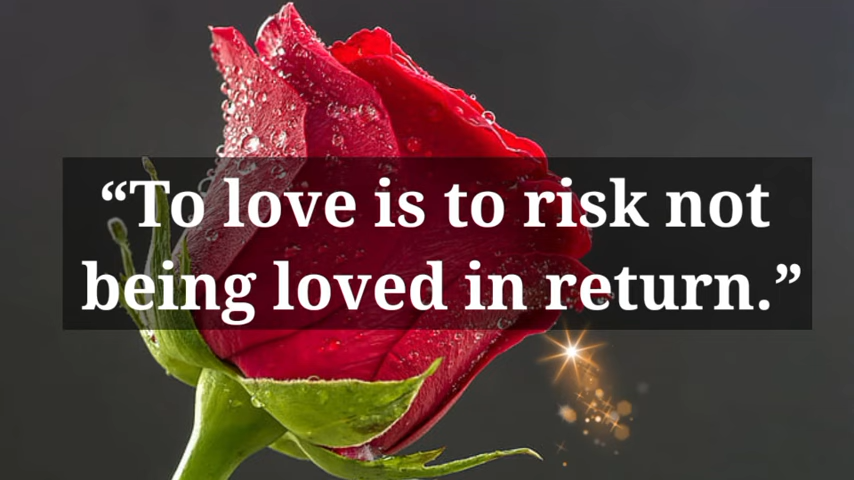 “To love is to risk not
being loved in return.”